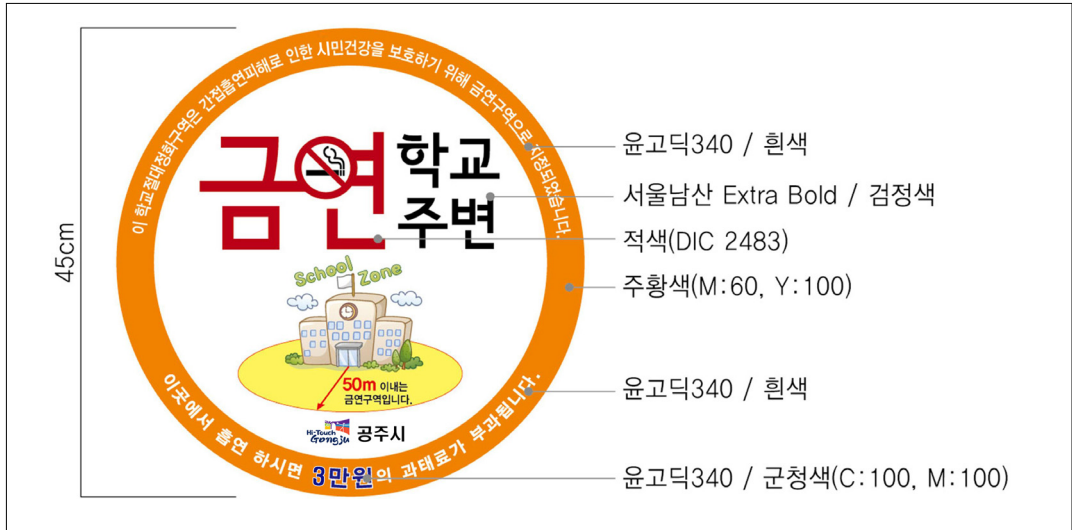 45cm
이 학교절대정화구역은 간접흡연피해로 인한 시민건강을 보호하기 위해 금연구역으로 지정되었습니다.
금연 학교
주변
School Zone
50m 이내는
금연구역입니다.
Hi-Touch
Gongju 공주시
이곳에서 흡연 하시면 3만원의 과태료가 부과됩니다.
윤고딕340 / 흰색
서울남산 Extra Bold / 검정색
적색(DIC 2483)
주황색(M:60, Y:100)
윤고딕340 / 흰색
윤고딕340 / 군청색(C:100, M:100)